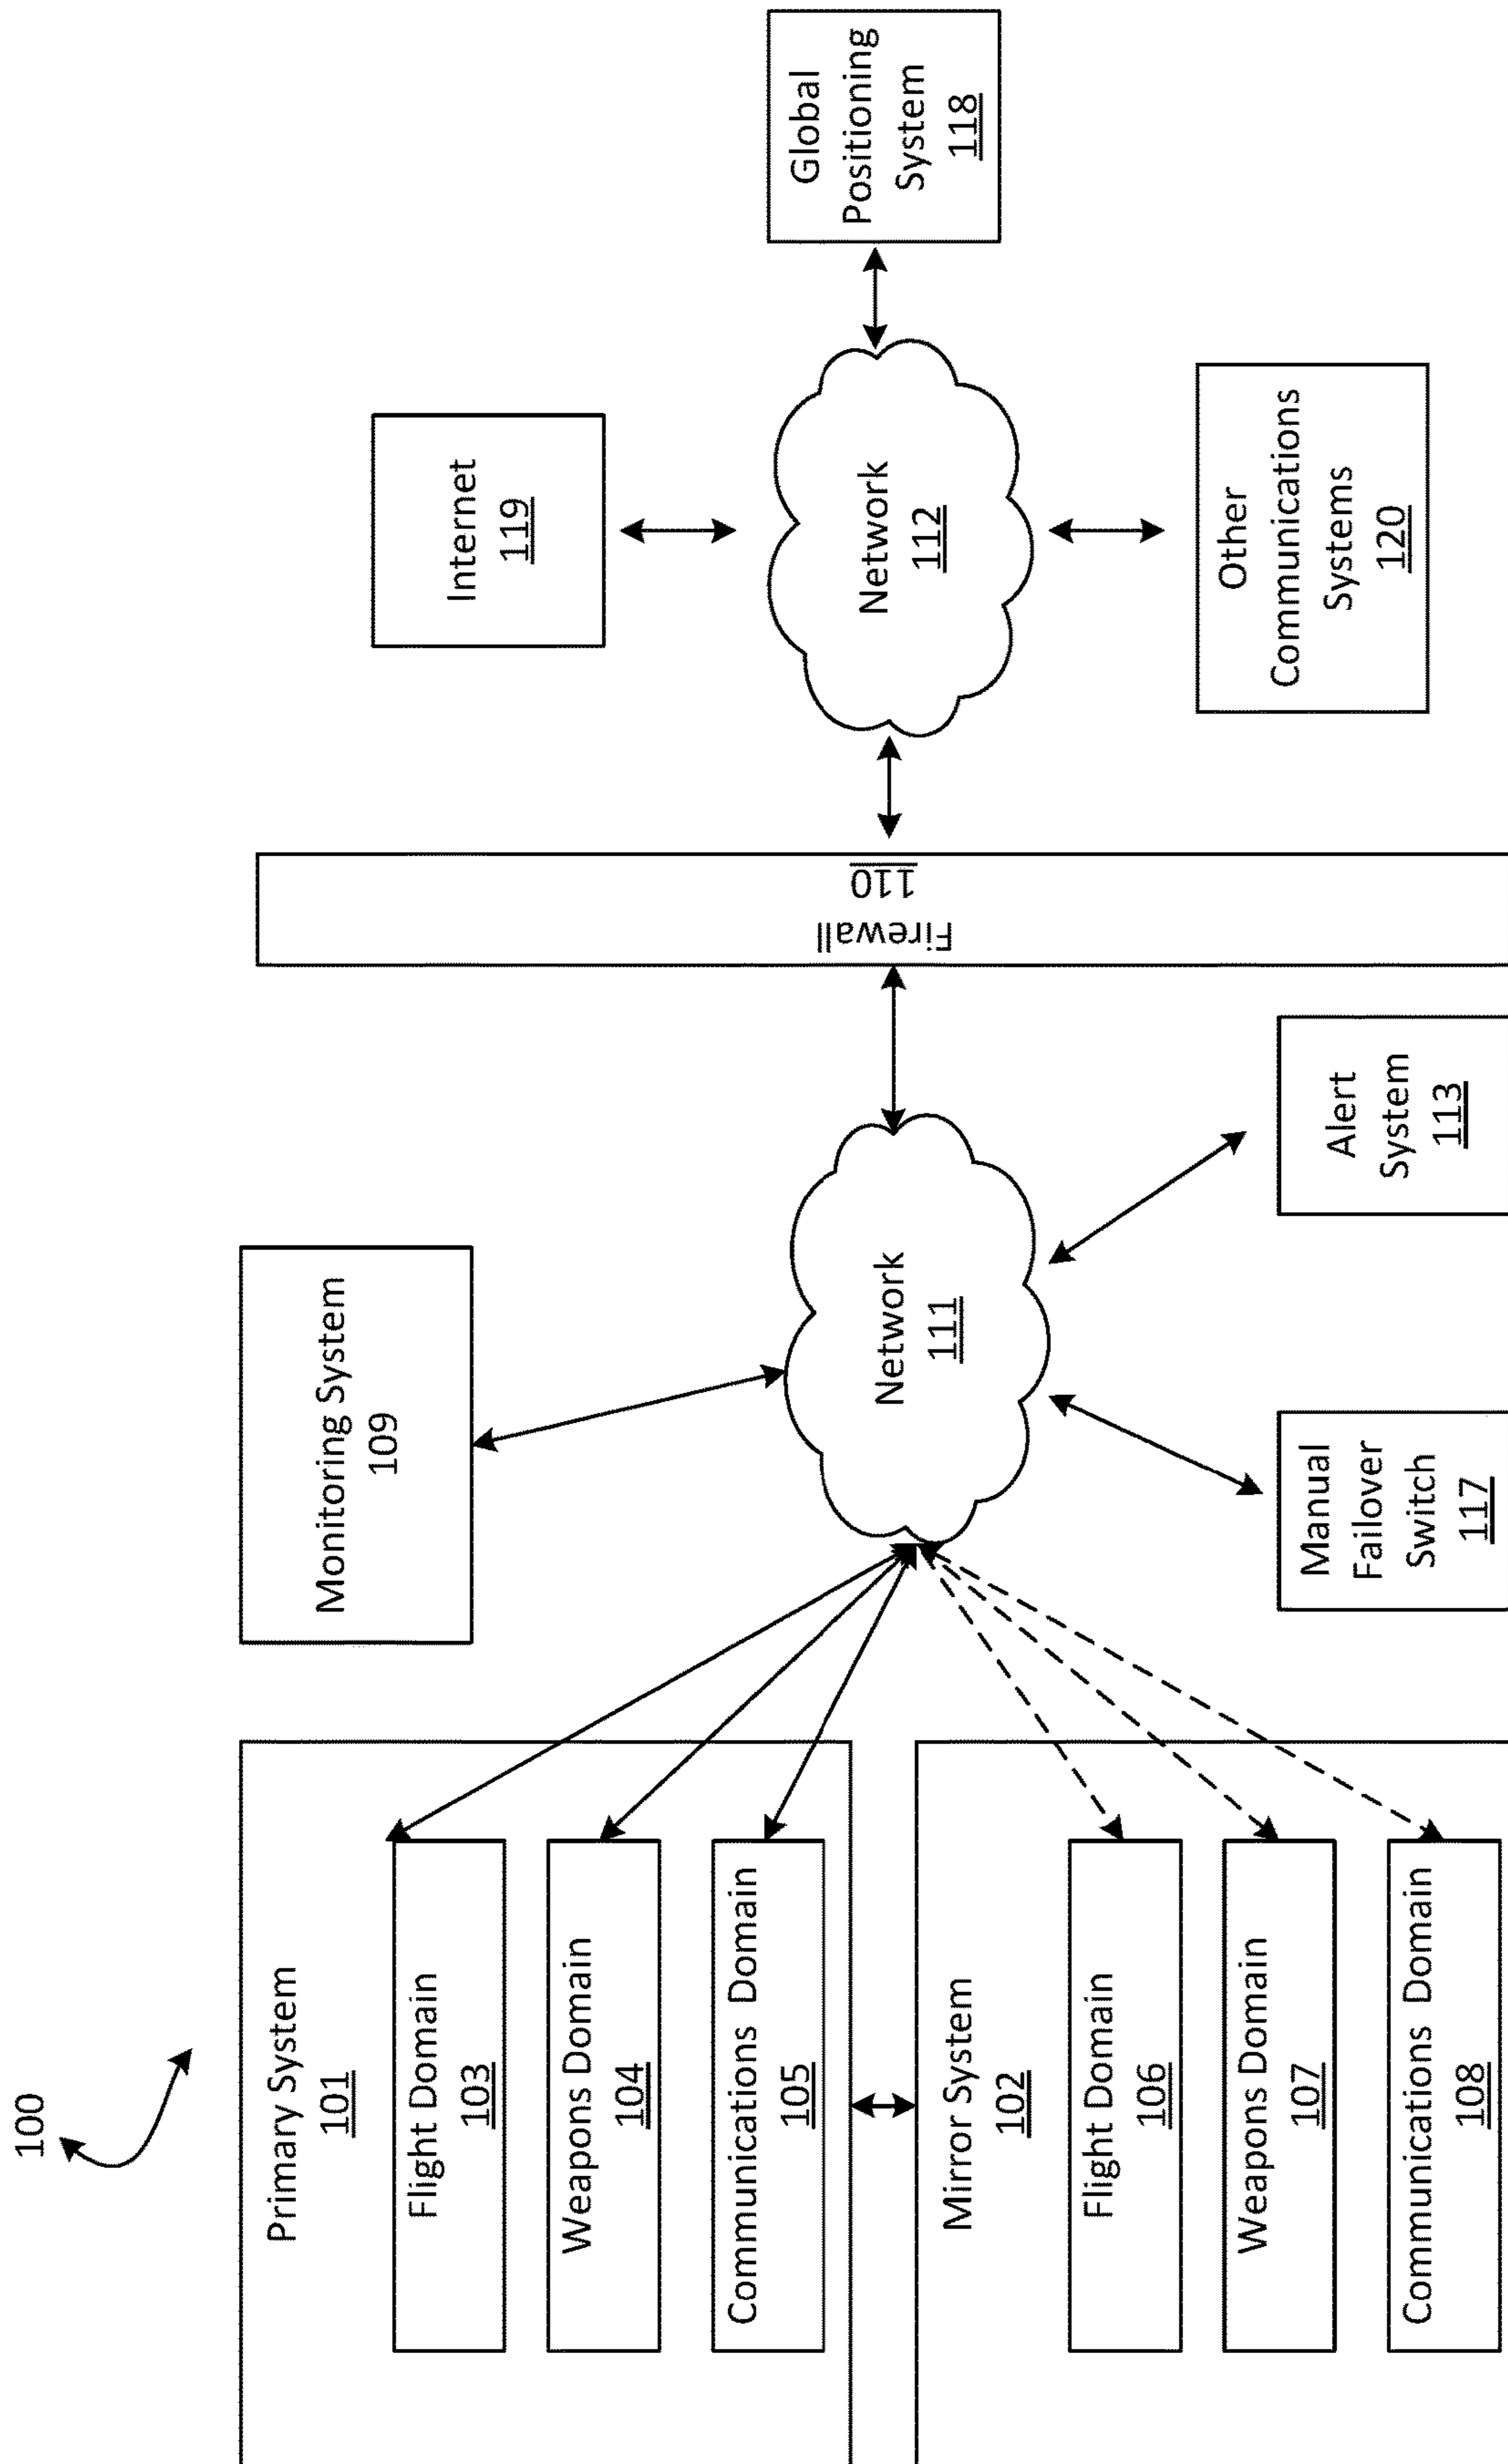 100
Primary System
101
Flight Domain
103
Weapons Domain
104
Communications Domain
105
Mirror System
102
Flight Domain
106
Weapons Domain
107
Communications Domain
108
Monitoring System
109
Network
111
Manual
Failover
Switch
117
Alert
System
113
Firewall
110
Internet
119
Network
112
Other
Communications
Systems
120
Global
Positioning
System
118